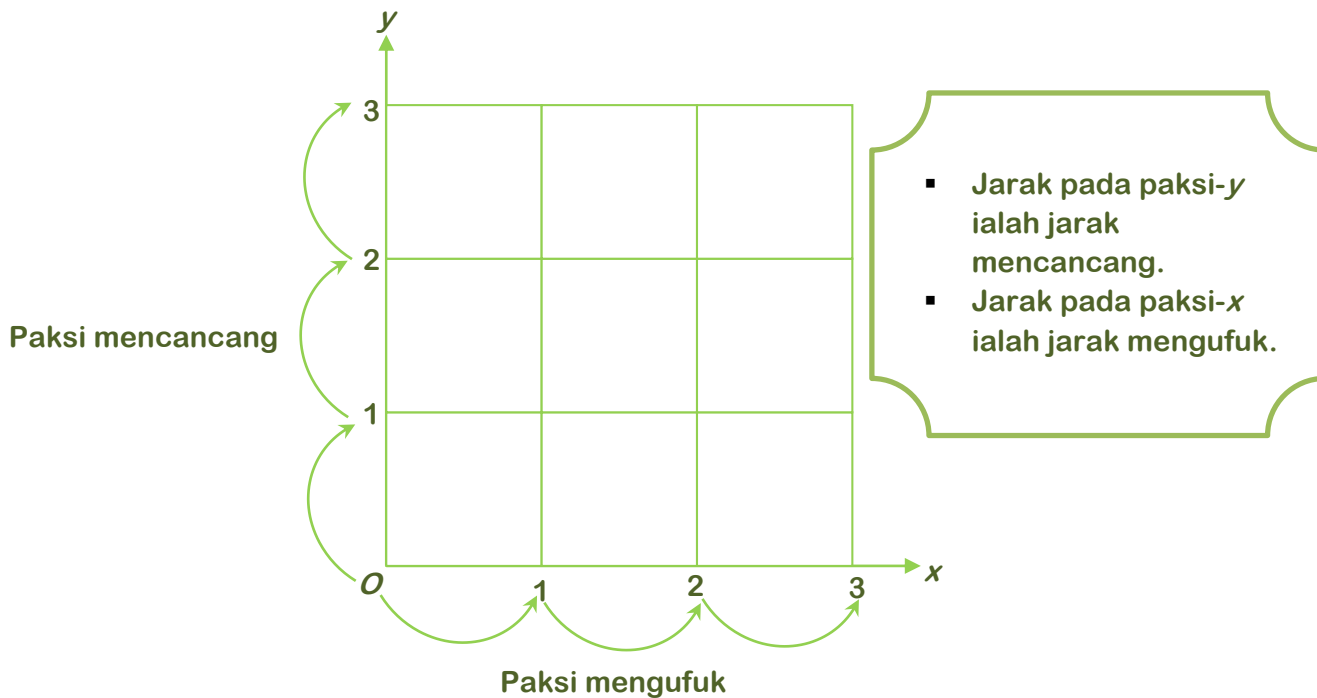 y
3
2
1
O
1
2
3
x
Paksi mencancang
Paksi mengufuk
▪ Jarak pada paksi-y
ialah jarak
mencancang.
▪ Jarak pada paksi-x
ialah jarak mengufuk.